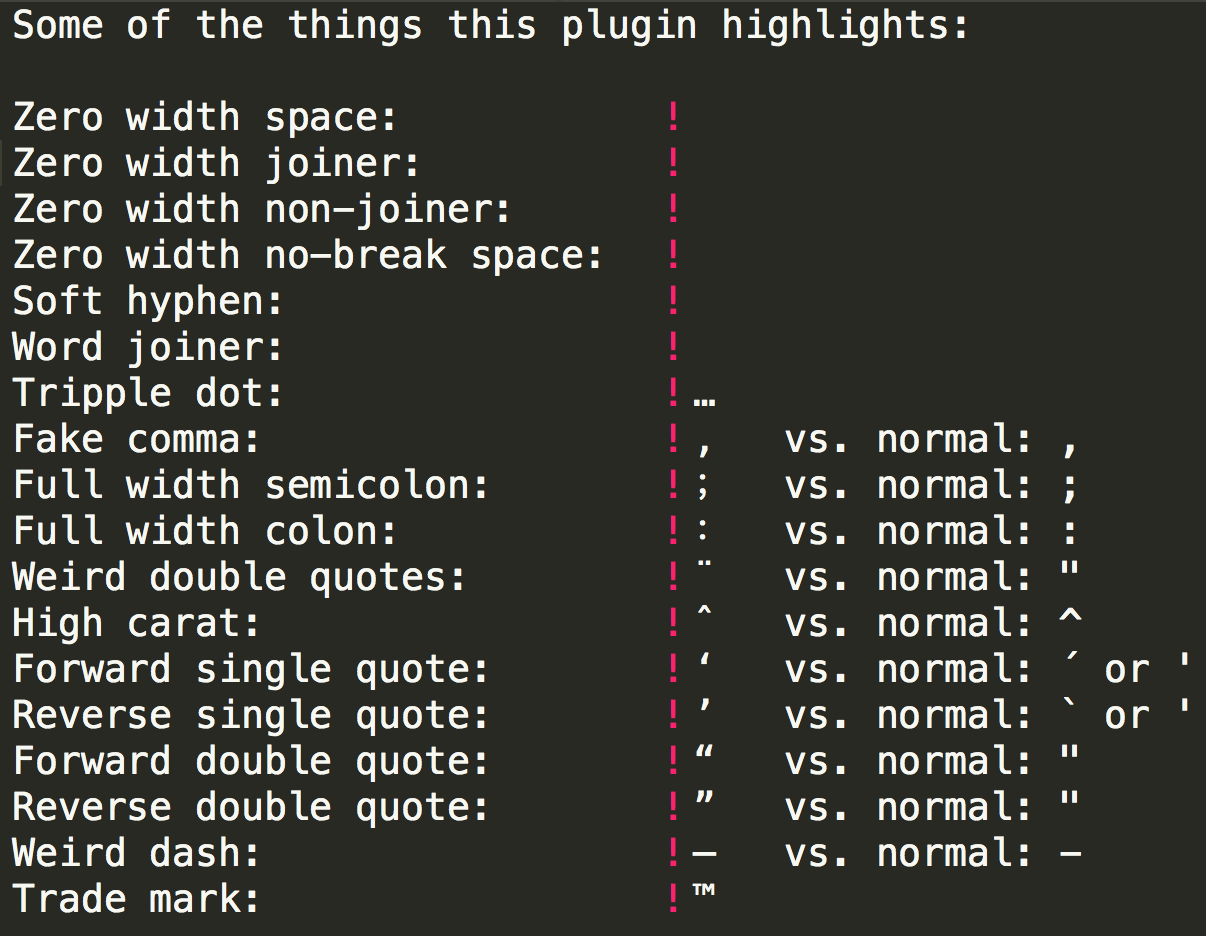 Some of the things this plugin highlights:
Zero width space: !
Zero width joiner: !
Zero width non-joiner: !
Zero width no-break space: !
Soft hyphen: !
Word joiner: !
Tripple dot: !…
Fake comma: !‚ vs. normal: ,
Full width semicolon: !; vs. normal: ;
Full width colon: !: vs. normal: :
Weird double quotes: !¨ vs. normal: "
High carat: !ˆ vs. normal: ^
Forward single quote: !‘ vs. normal: ´ or '
Reverse single quote: !’ vs. normal: ` or '
Forward double quote: !“ vs. normal: "
Reverse double quote: !” vs. normal: "
Weird dash: !– vs. normal: -
Trade mark: !™